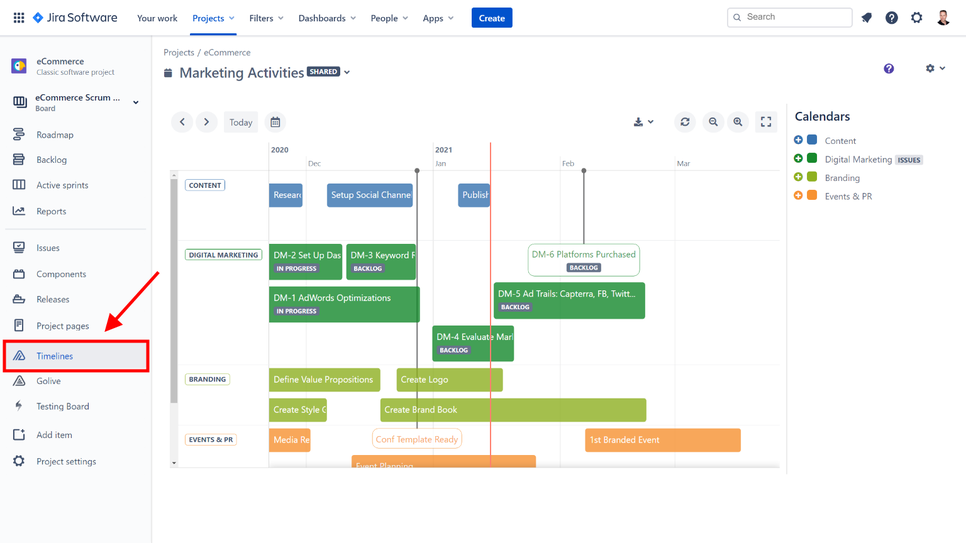 Jira Software
Your work
Projects
Filters
Dashboards
People
Apps
Create
Search
eCommerce
Classic software project
eCommerce Scrum ...
Board
Roadmap
Backlog
Active sprints
Reports
Issues
Components
Releases
Project pages
Timelines
Golive
Testing Board
Add item
Project settings
Projects / eCommerce
Marketing Activities SHARED
Today
2020
2021
Dec
Jan
Feb
Mar
CONTENT
Setup Social Channe
Publish
DIGITAL MARKETING
DM-2 Set Up Das
IN PROGRESS
DM-3 Keyword
BACKLOG
DM-6 Platforms Purchased
BACKLOG
DM-1 AdWords Optimizations
IN PROGRESS
DM-5 Ad Trails: Capterra, FB, Twitt...
BACKLOG
DM-4 Evaluate Mar
BACKLOG
BRANDING
Define Value Propositions
Create Logo
Create Style
Create Brand Book
EVENTS & PR
Media Re
Conf Template Ready
1st Branded Event
Event Planning
Calendars
Content
Digital Marketing ISSUES
Branding
Events & PR